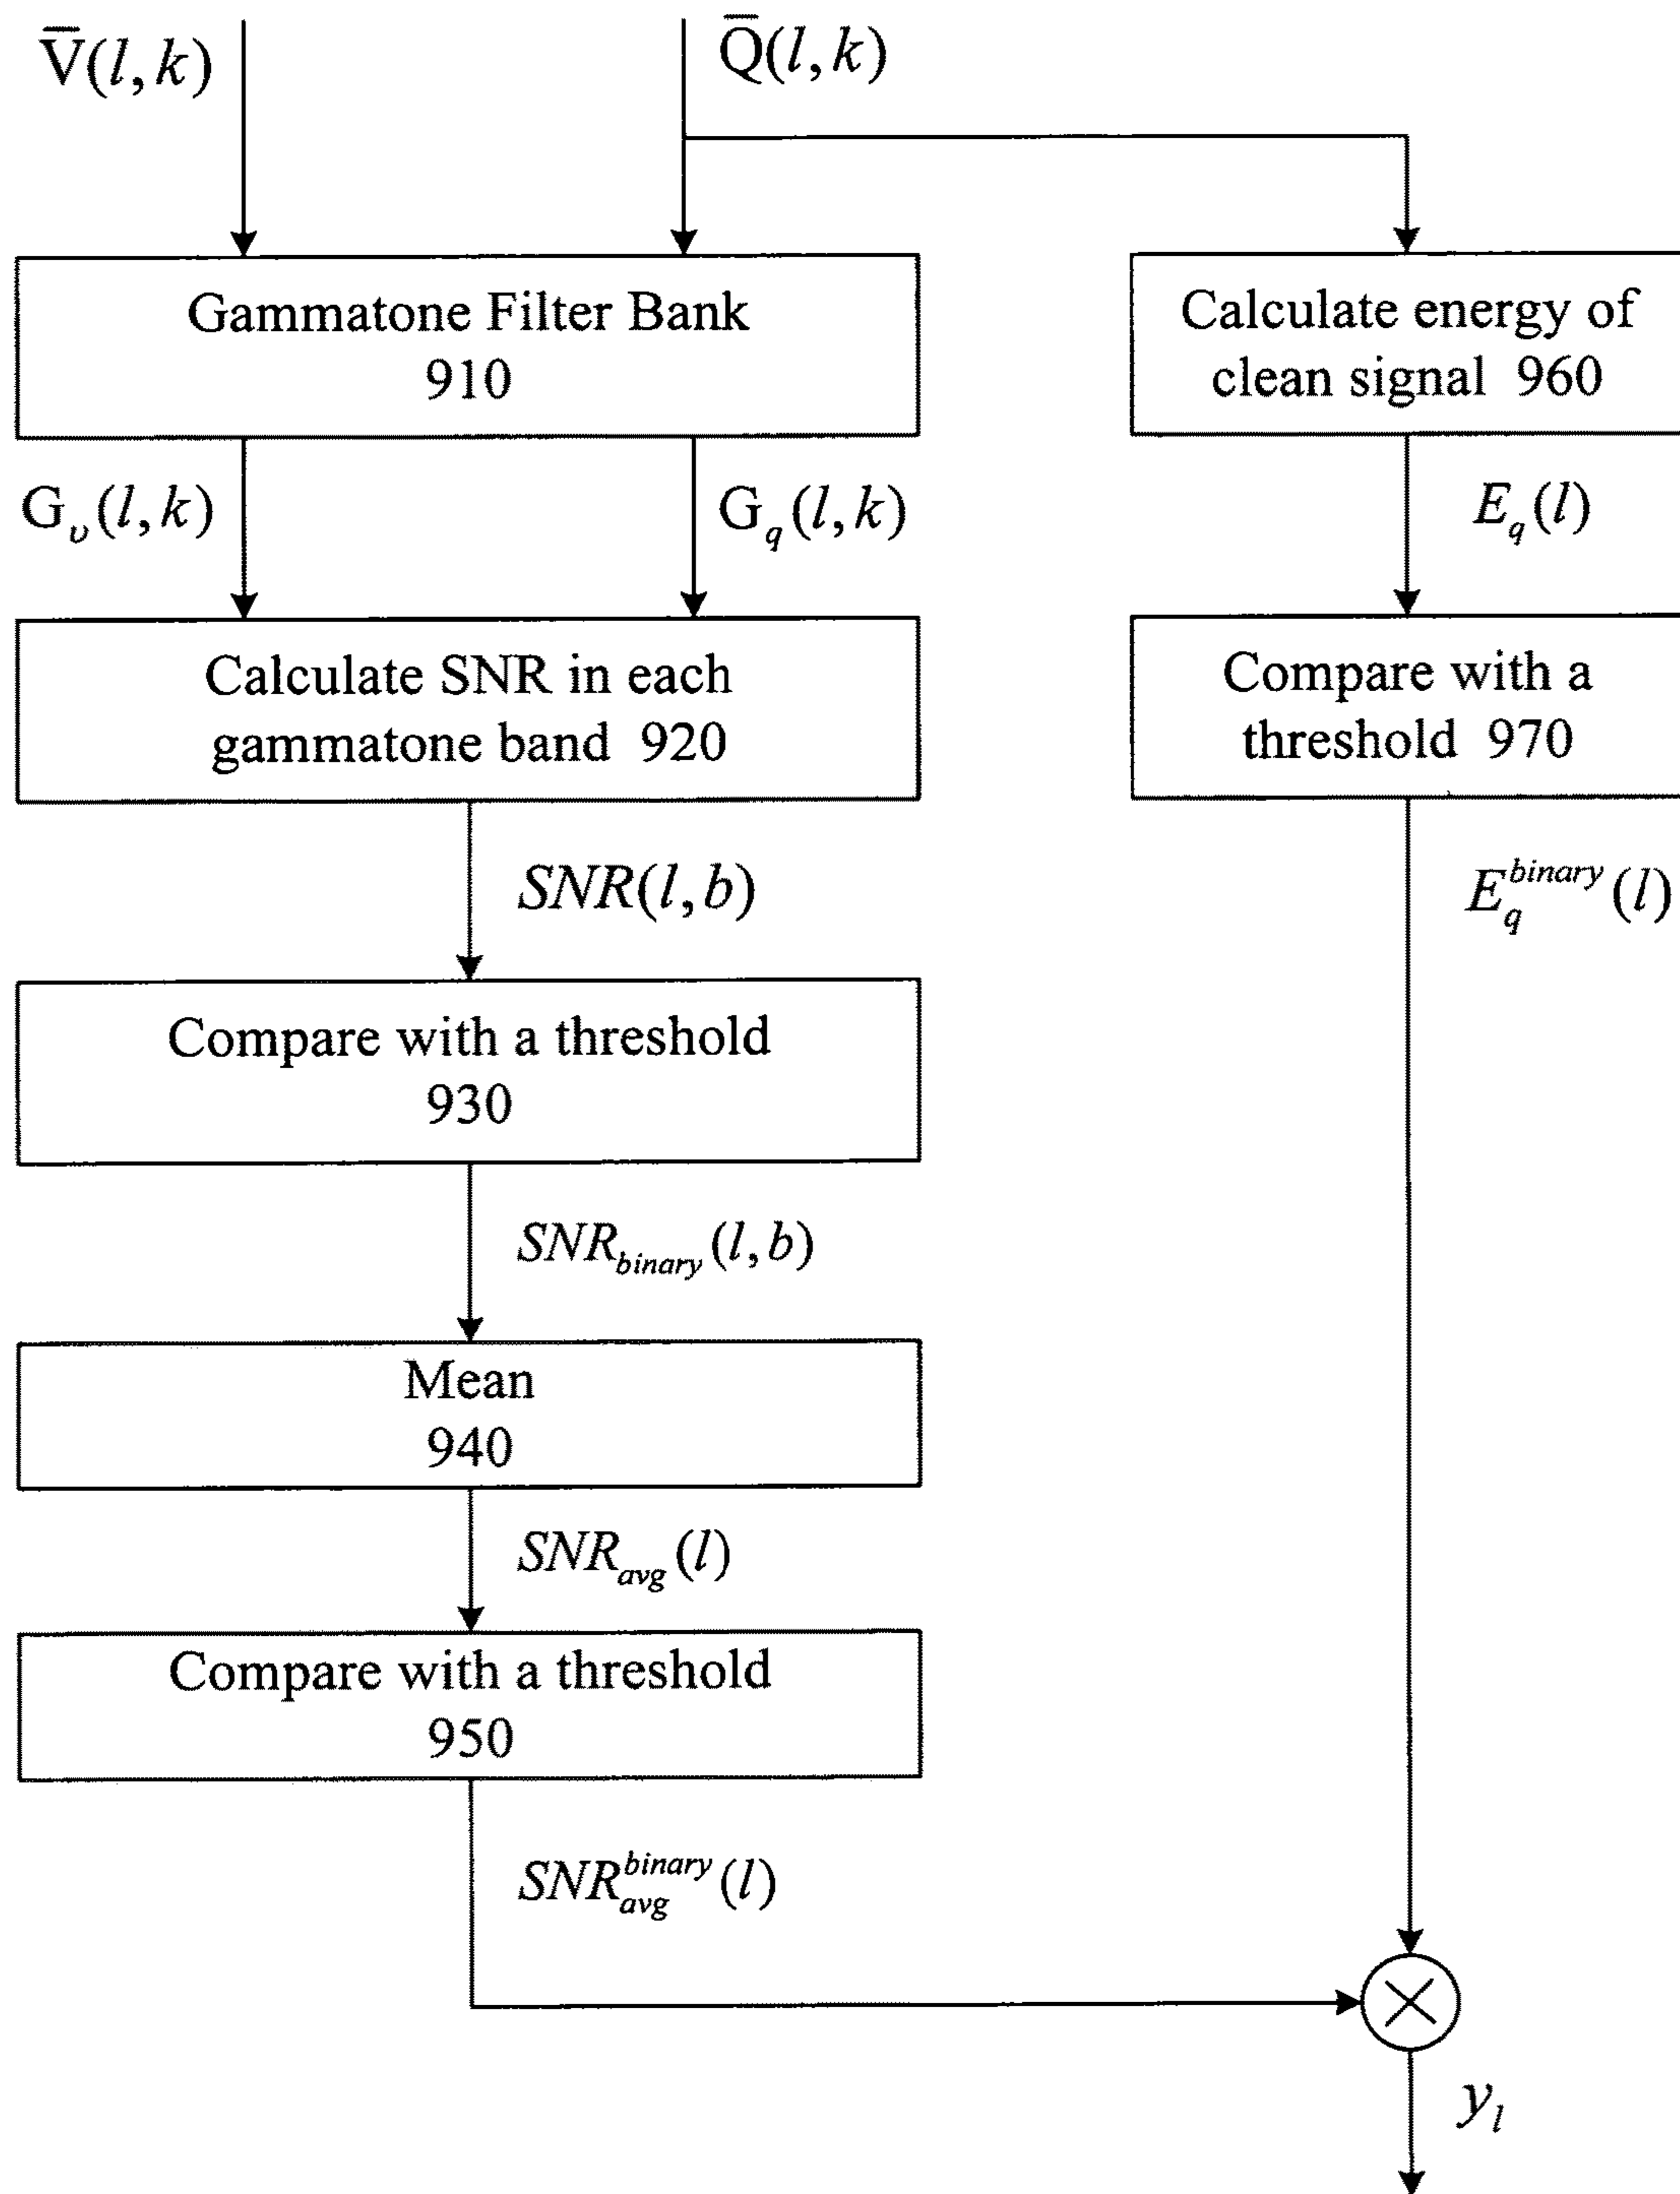 V̄(l,k)
Q̄(l,k)
Gammatone Filter Bank
910
Calculate energy of
clean signal 960
G_υ(l,k)
G_q(l,k)
E_q(l)
Calculate SNR in each
gammatone band 920
Compare with a
threshold 970
SNR(l,b)
E_q^binary(l)
Compare with a threshold
930
SNR_binary(l,b)
Mean
940
SNR_avg(l)
Compare with a threshold
950
SNR_avg^binary(l)
y_l